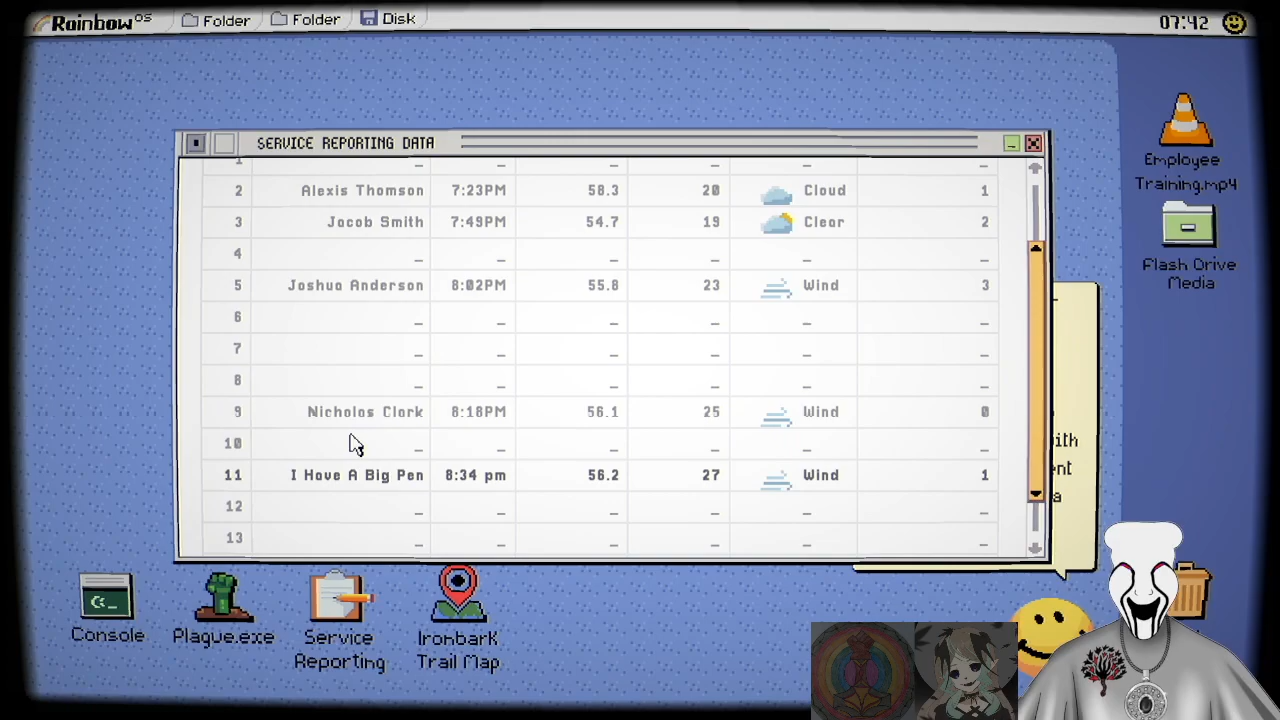 RainbowOS Folder Folder Disk 07:42
SERVICE REPORTING DATA
1 _ _ _ _ _ _
2 Alexis Thomson 7:23PM 58.3 20 Cloud 1
3 Jacob Smith 7:49PM 54.7 19 Clear 2
4 _ _ _ _ _ _
5 Joshua Anderson 8:02PM 55.8 23 Wind 3
6 _ _ _ _ _ _
7 _ _ _ _ _ _
8 _ _ _ _ _ _
9 Nicholas Clark 8:18PM 56.1 25 Wind 0
10 _ _ _ _ _ _
11 I Have A Big Pen 8:34 pm 56.2 27 Wind 1
12 _ _ _ _ _ _
13 _ _ _ _ _ _
Employee
Training.mp4
Flash Drive
Media
Console
Plague.exe
Service
Reporting
Ironbark
Trail Map